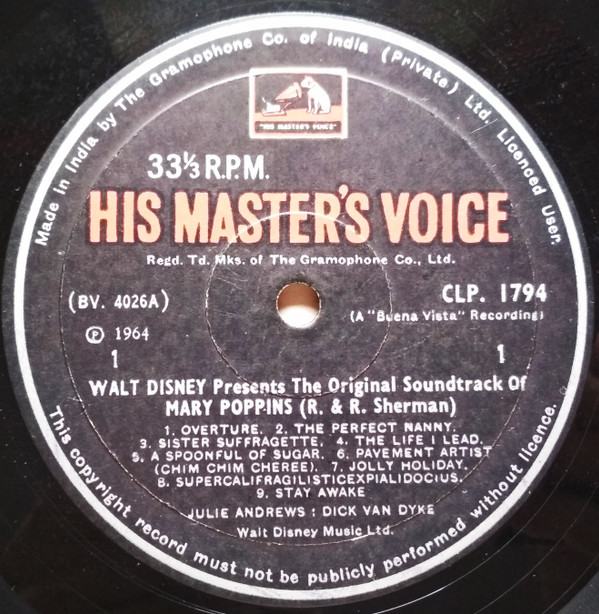 Made in India by The Gramophone Co. of India (Private) Ltd. Licenced User.
"HIS MASTER'S VOICE"
33⅓ R.P.M.
HIS MASTER'S VOICE
Regd. Td. Mks. of The Gramophone Co., Ltd.
(BV. 4026A)
CLP. 1794
(A "Buena Vista" Recording)
℗ 1964
1
1
WALT DISNEY Presents The Original Soundtrack Of
MARY POPPINS (R. & R. Sherman)
1. OVERTURE. 2. THE PERFECT NANNY.
3. SISTER SUFFRAGETTE. 4. THE LIFE I LEAD.
5. A SPOONFUL OF SUGAR. 6. PAVEMENT ARTIST
(CHIM CHIM CHEREE). 7. JOLLY HOLIDAY.
8. SUPERCALIFRAGILISTICEXPIALIDOCIUS.
9. STAY AWAKE
JULIE ANDREWS : DICK VAN DYKE
Walt Disney Music Ltd.
This copyright record must not be publicly performed without licence.